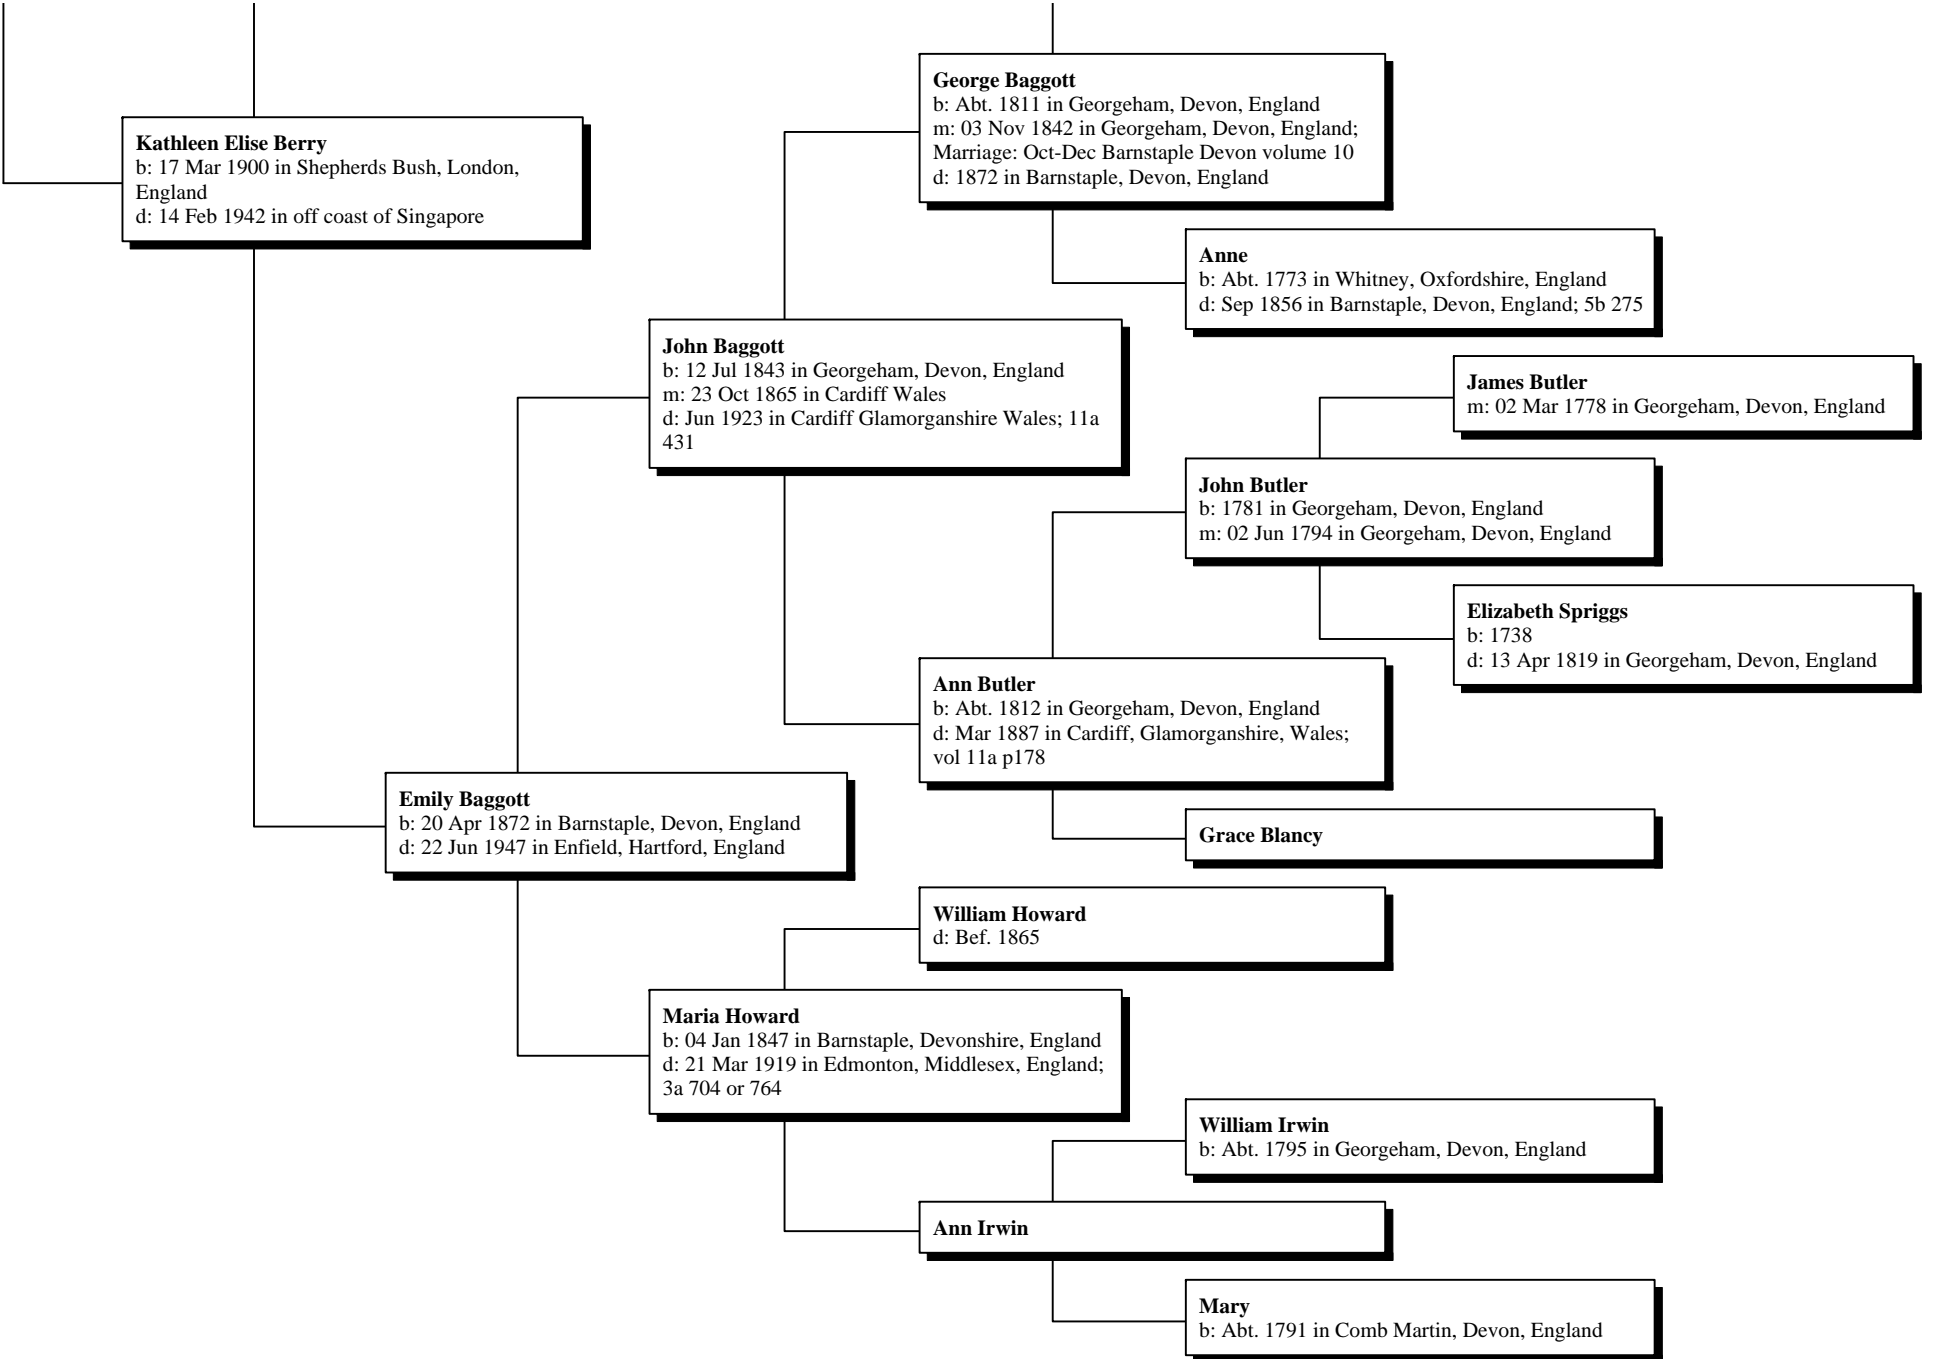 George Baggott
b: Abt. 1811 in Georgeham, Devon, England
m: 03 Nov 1842 in Georgeham, Devon, England;
Marriage: Oct-Dec Barnstaple Devon volume 10
d: 1872 in Barnstaple, Devon, England
Kathleen Elise Berry
b: 17 Mar 1900 in Shepherds Bush, London,
England
d: 14 Feb 1942 in off coast of Singapore
Anne
b: Abt. 1773 in Whitney, Oxfordshire, England
d: Sep 1856 in Barnstaple, Devon, England; 5b 275
John Baggott
b: 12 Jul 1843 in Georgeham, Devon, England
m: 23 Oct 1865 in Cardiff Wales
d: Jun 1923 in Cardiff Glamorganshire Wales; 11a
431
James Butler
m: 02 Mar 1778 in Georgeham, Devon, England
John Butler
b: 1781 in Georgeham, Devon, England
m: 02 Jun 1794 in Georgeham, Devon, England
Elizabeth Spriggs
b: 1738
d: 13 Apr 1819 in Georgeham, Devon, England
Ann Butler
b: Abt. 1812 in Georgeham, Devon, England
d: Mar 1887 in Cardiff, Glamorganshire, Wales;
vol 11a p178
Emily Baggott
b: 20 Apr 1872 in Barnstaple, Devon, England
d: 22 Jun 1947 in Enfield, Hartford, England
Grace Blancy
William Howard
d: Bef. 1865
Maria Howard
b: 04 Jan 1847 in Barnstaple, Devonshire, England
d: 21 Mar 1919 in Edmonton, Middlesex, England;
3a 704 or 764
William Irwin
b: Abt. 1795 in Georgeham, Devon, England
Ann Irwin
Mary
b: Abt. 1791 in Comb Martin, Devon, England